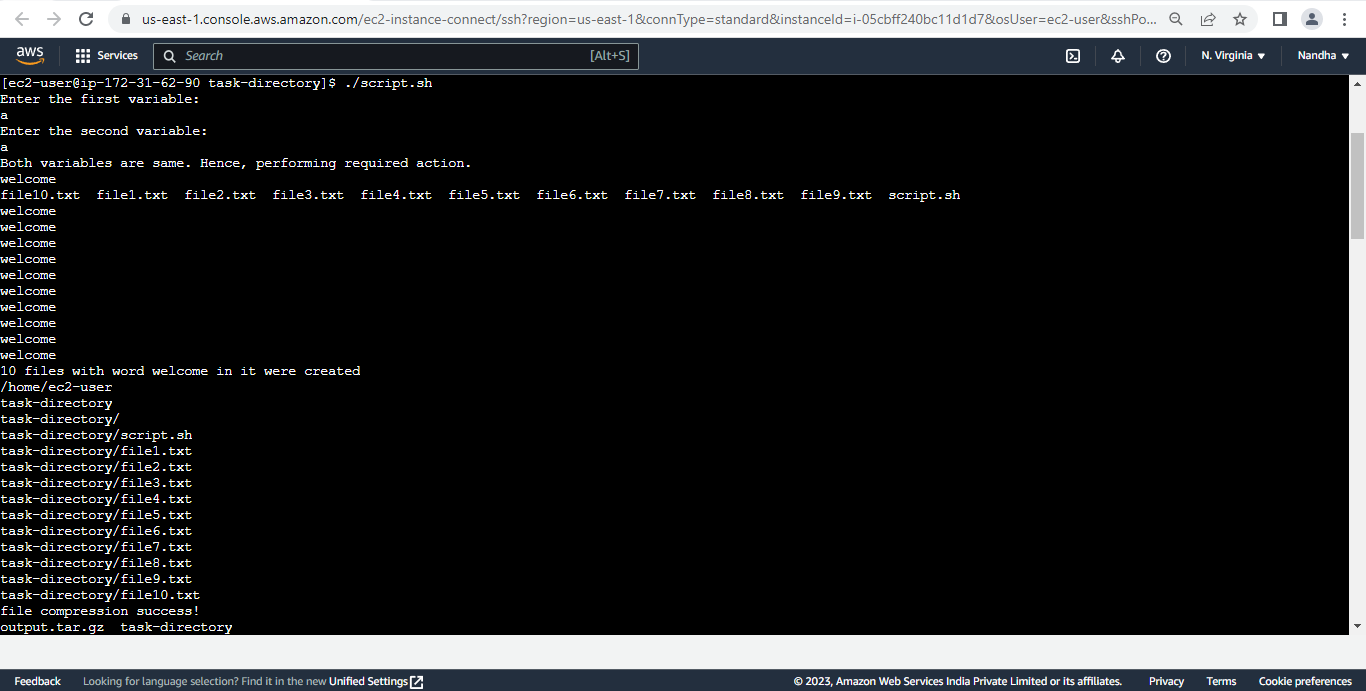 us-east-1.console.aws.amazon.com/ec2-instance-connect/ssh?region=us-east-1&connType=standard&instanceId=i-05cbff240bc11d1d7&osUser=ec2-user&sshPo...
aws Services Search [Alt+S] N. Virginia Nandha
[ec2-user@ip-172-31-62-90 task-directory]$ ./script.sh
Enter the first variable:
a
Enter the second variable:
a
Both variables are same. Hence, performing required action.
welcome
file10.txt file1.txt file2.txt file3.txt file4.txt file5.txt file6.txt file7.txt file8.txt file9.txt script.sh
welcome
welcome
welcome
welcome
welcome
welcome
welcome
welcome
welcome
welcome
10 files with word welcome in it were created
/home/ec2-user
task-directory
task-directory/
task-directory/script.sh
task-directory/file1.txt
task-directory/file2.txt
task-directory/file3.txt
task-directory/file4.txt
task-directory/file5.txt
task-directory/file6.txt
task-directory/file7.txt
task-directory/file8.txt
task-directory/file9.txt
task-directory/file10.txt
file compression success!
output.tar.gz task-directory
Feedback Looking for language selection? Find it in the new Unified Settings © 2023, Amazon Web Services India Private Limited or its affiliates. Privacy Terms Cookie preferences